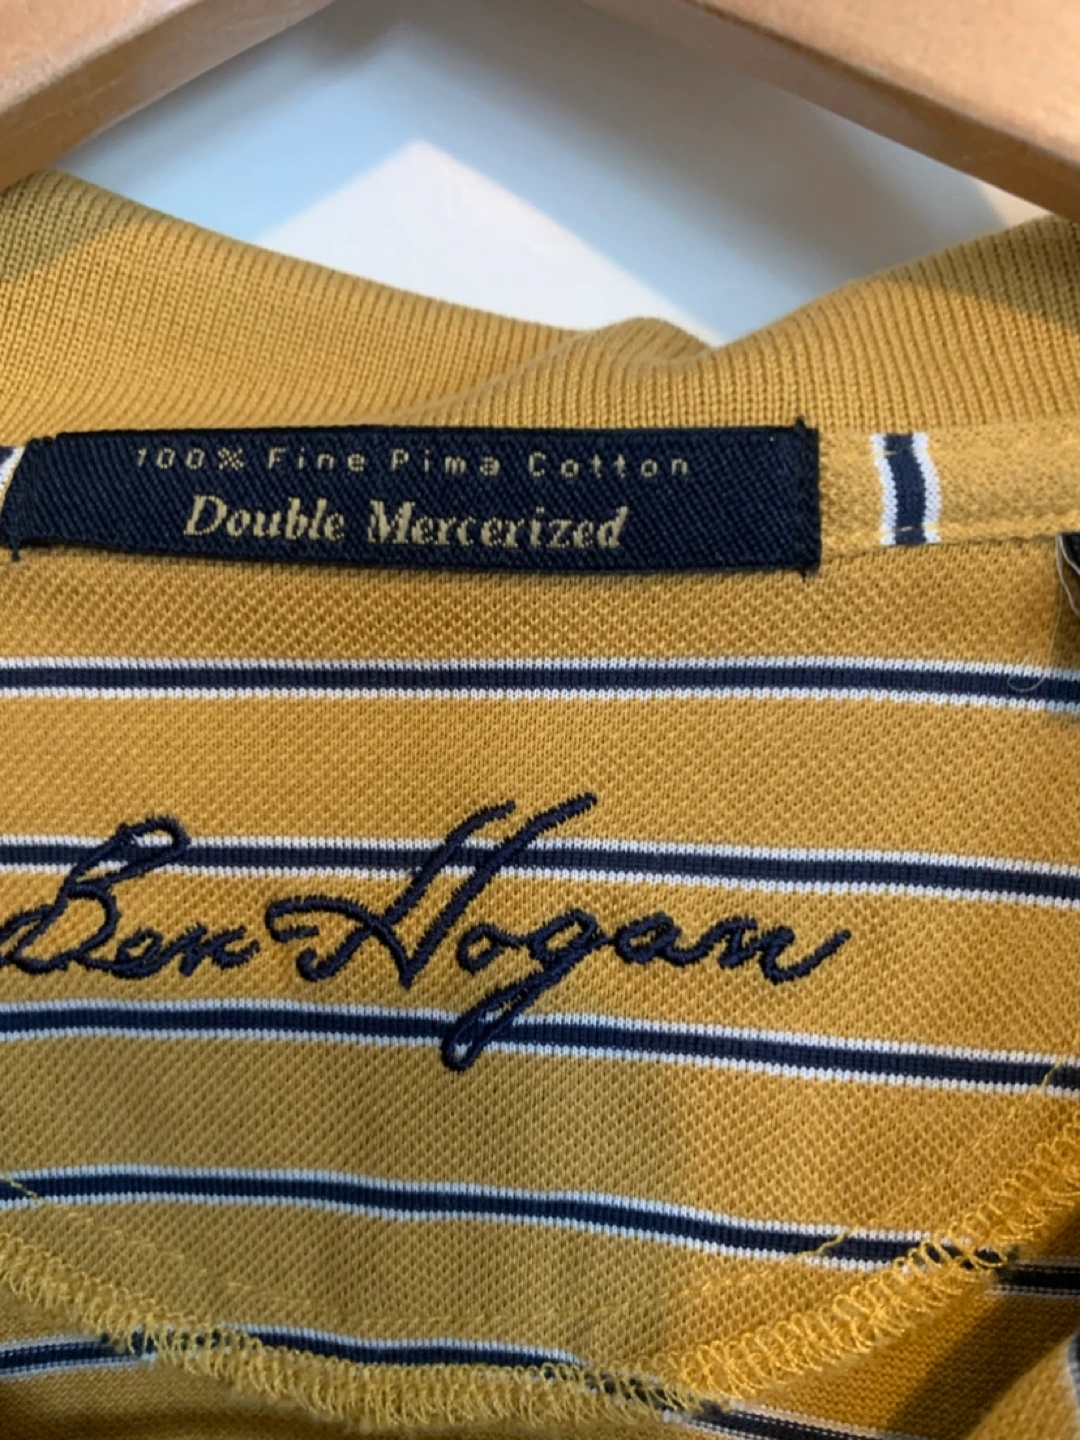 100% Fine Pima Cotton
Double Mercerized
Ben Hogan